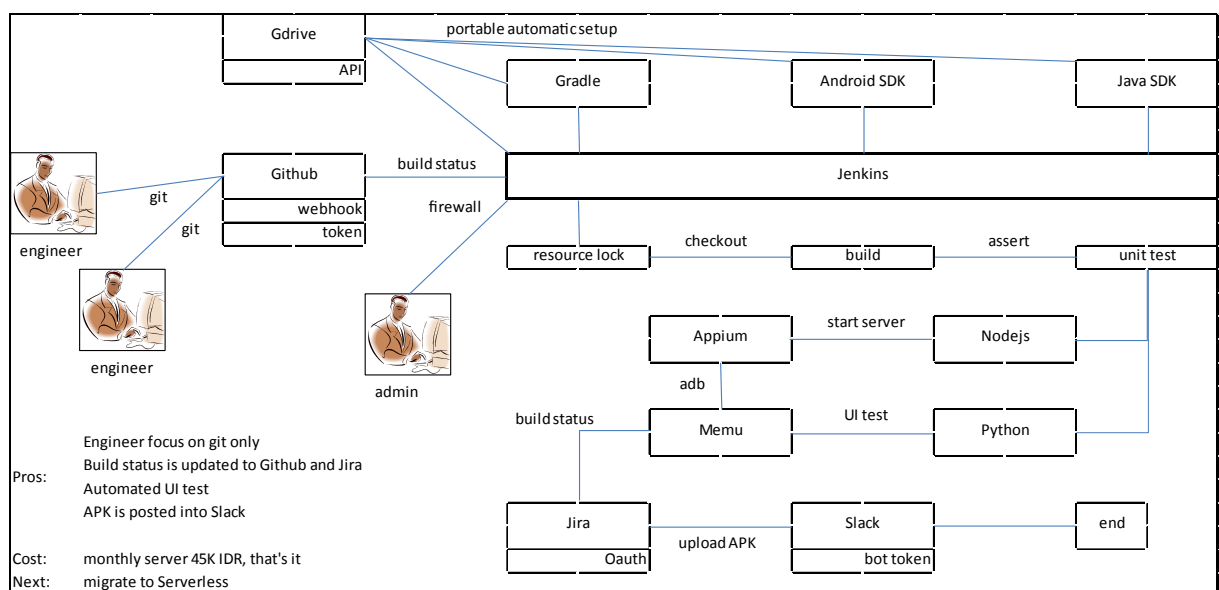 Gdrive
portable automatic setup
API
Gradle
Android SDK
Java SDK
Github
build status
Jenkins
git
webhook
firewall
git
token
engineer
resource lock
checkout
build
assert
unit test
Appium
start server
Nodejs
engineer
admin
adb
build status
Memu
UI test
Python
Pros:
Engineer focus on git only
Build status is updated to Github and Jira
Automated UI test
APK is posted into Slack
Jira
upload APK
Slack
end
Oauth
bot token
Cost: monthly server 45K IDR, that's it
Next: migrate to Serverless